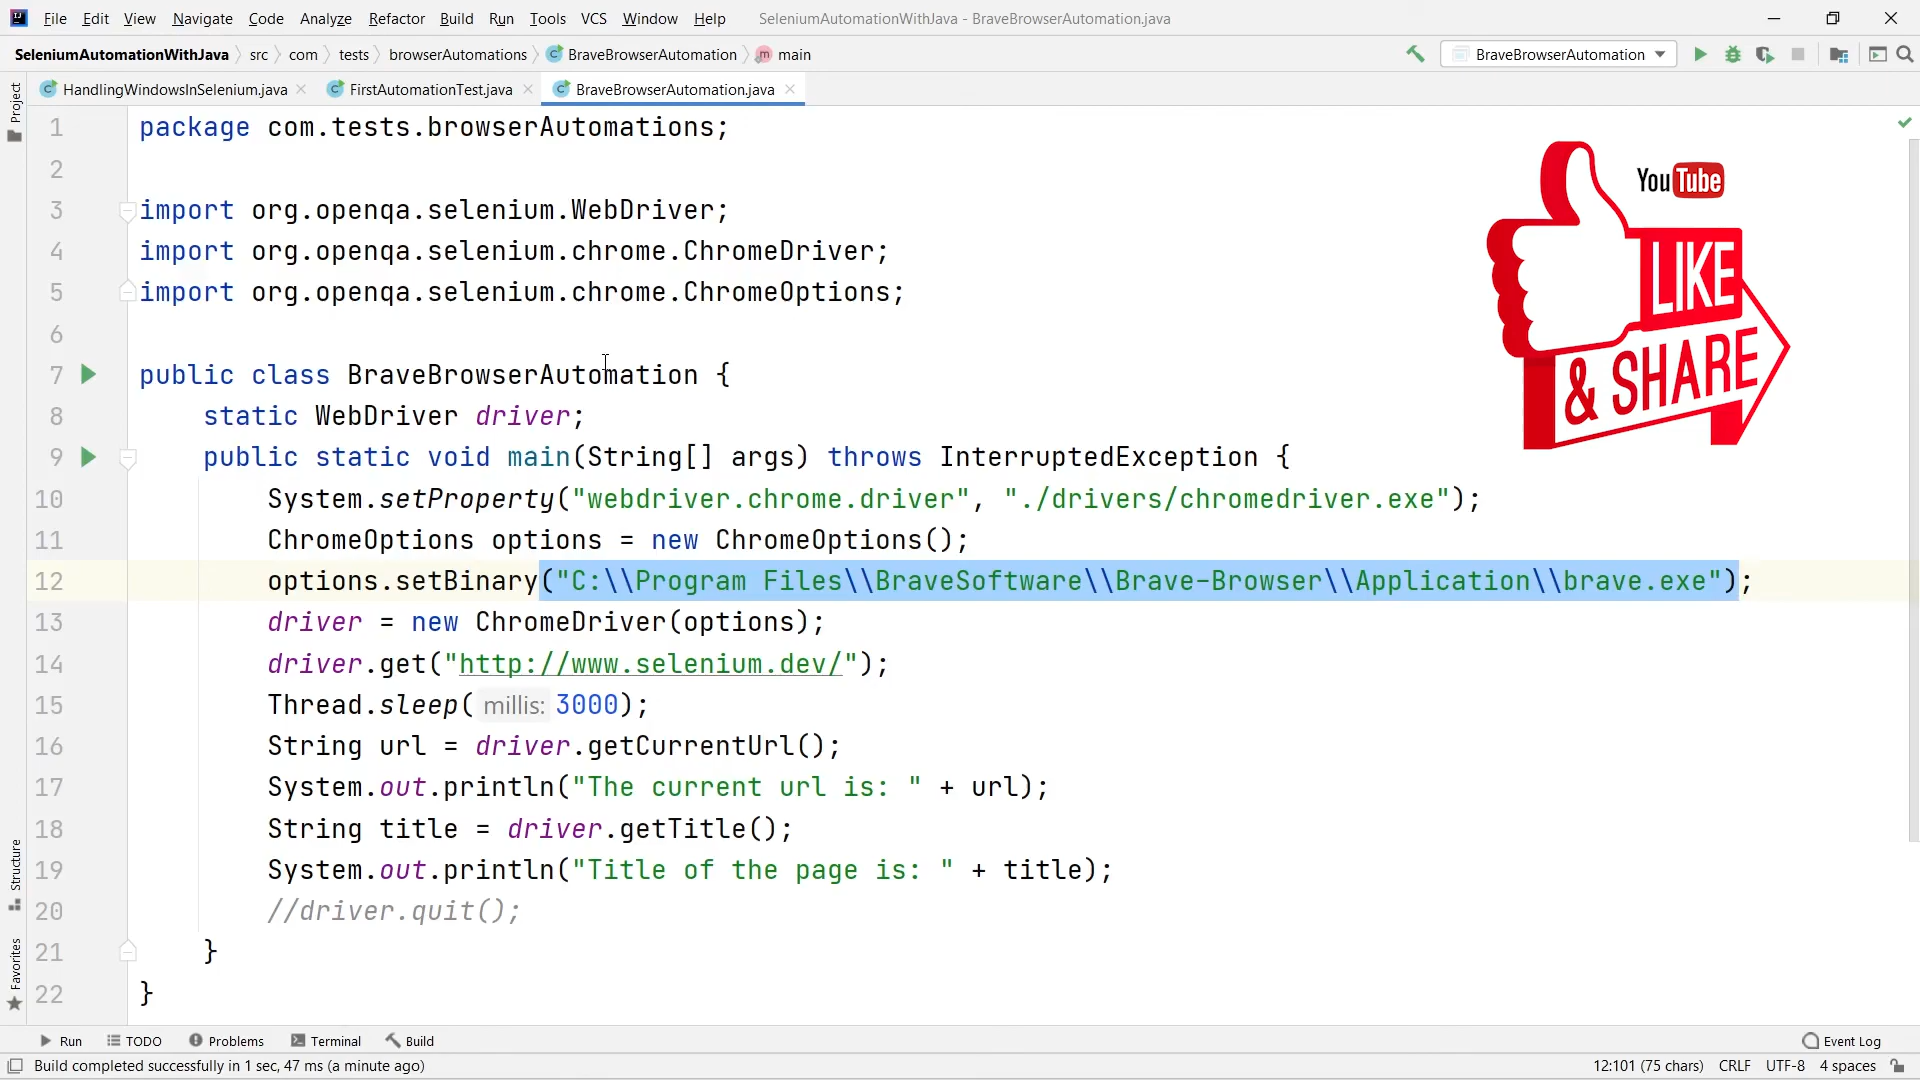 File Edit View Navigate Code Analyze Refactor Build Run Tools VCS Window Help SeleniumAutomationWithJava - BraveBrowserAutomation.java
SeleniumAutomationWithJava src com tests browserAutomations BraveBrowserAutomation main BraveBrowserAutomation
Project
HandlingWindowsInSelenium.java FirstAutomationTest.java BraveBrowserAutomation.java
1 package com.tests.browserAutomations;
2
3 import org.openqa.selenium.WebDriver;
4 import org.openqa.selenium.chrome.ChromeDriver;
5 import org.openqa.selenium.chrome.ChromeOptions;
6
7 public class BraveBrowserAutomation {
8 static WebDriver driver;
9 public static void main(String[] args) throws InterruptedException {
10 System.setProperty("webdriver.chrome.driver", "./drivers/chromedriver.exe");
11 ChromeOptions options = new ChromeOptions();
12 options.setBinary("C:\\Program Files\\BraveSoftware\\Brave-Browser\\Application\\brave.exe");
13 driver = new ChromeDriver(options);
14 driver.get("http://www.selenium.dev/");
15 Thread.sleep( millis: 3000);
16 String url = driver.getCurrentUrl();
17 System.out.println("The current url is: " + url);
18 String title = driver.getTitle();
19 System.out.println("Title of the page is: " + title);
20 //driver.quit();
21 }
22 }
YouTube
LIKE
& SHARE
Structure
Favorites
Run TODO Problems Terminal Build Event Log
Build completed successfully in 1 sec, 47 ms (a minute ago) 12:101 (75 chars) CRLF UTF-8 4 spaces